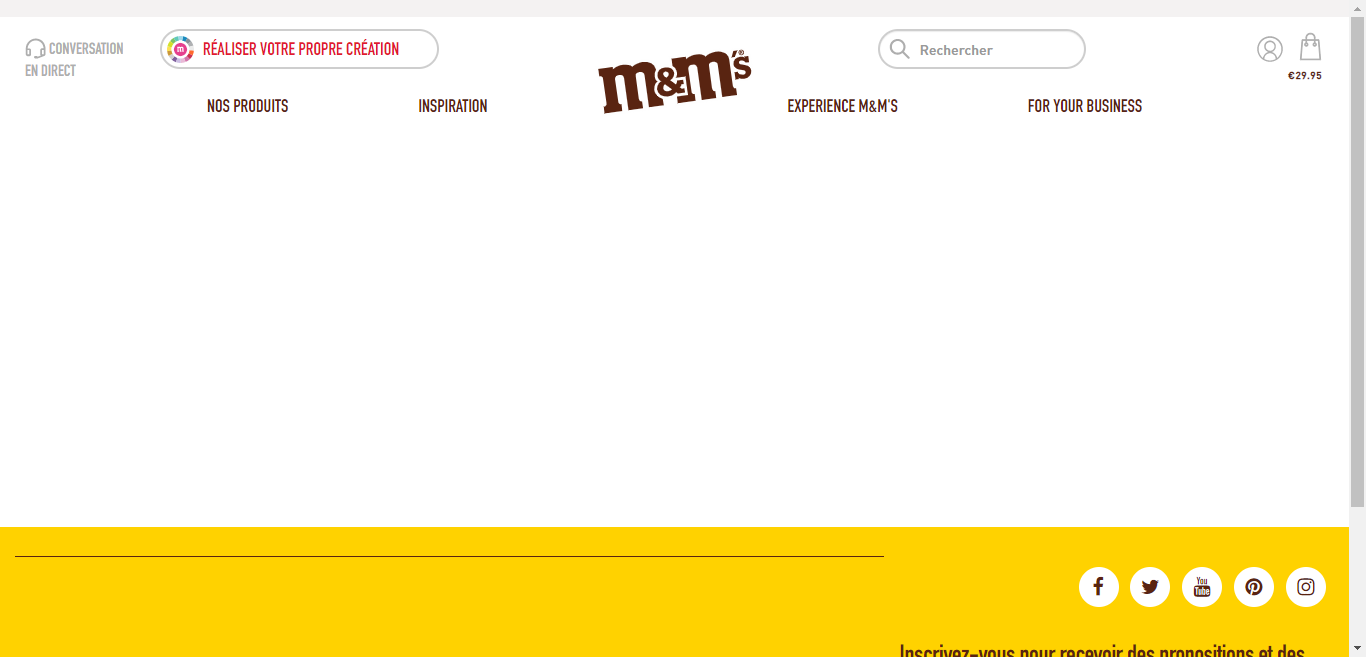 CONVERSATION
EN DIRECT
RÉALISER VOTRE PROPRE CRÉATION
m
m&m's®
Rechercher
€29.95
NOS PRODUITS
INSPIRATION
EXPERIENCE M&M'S
FOR YOUR BUSINESS
You
Tube
Inscrivez-vous pour recevoir des propositions et des